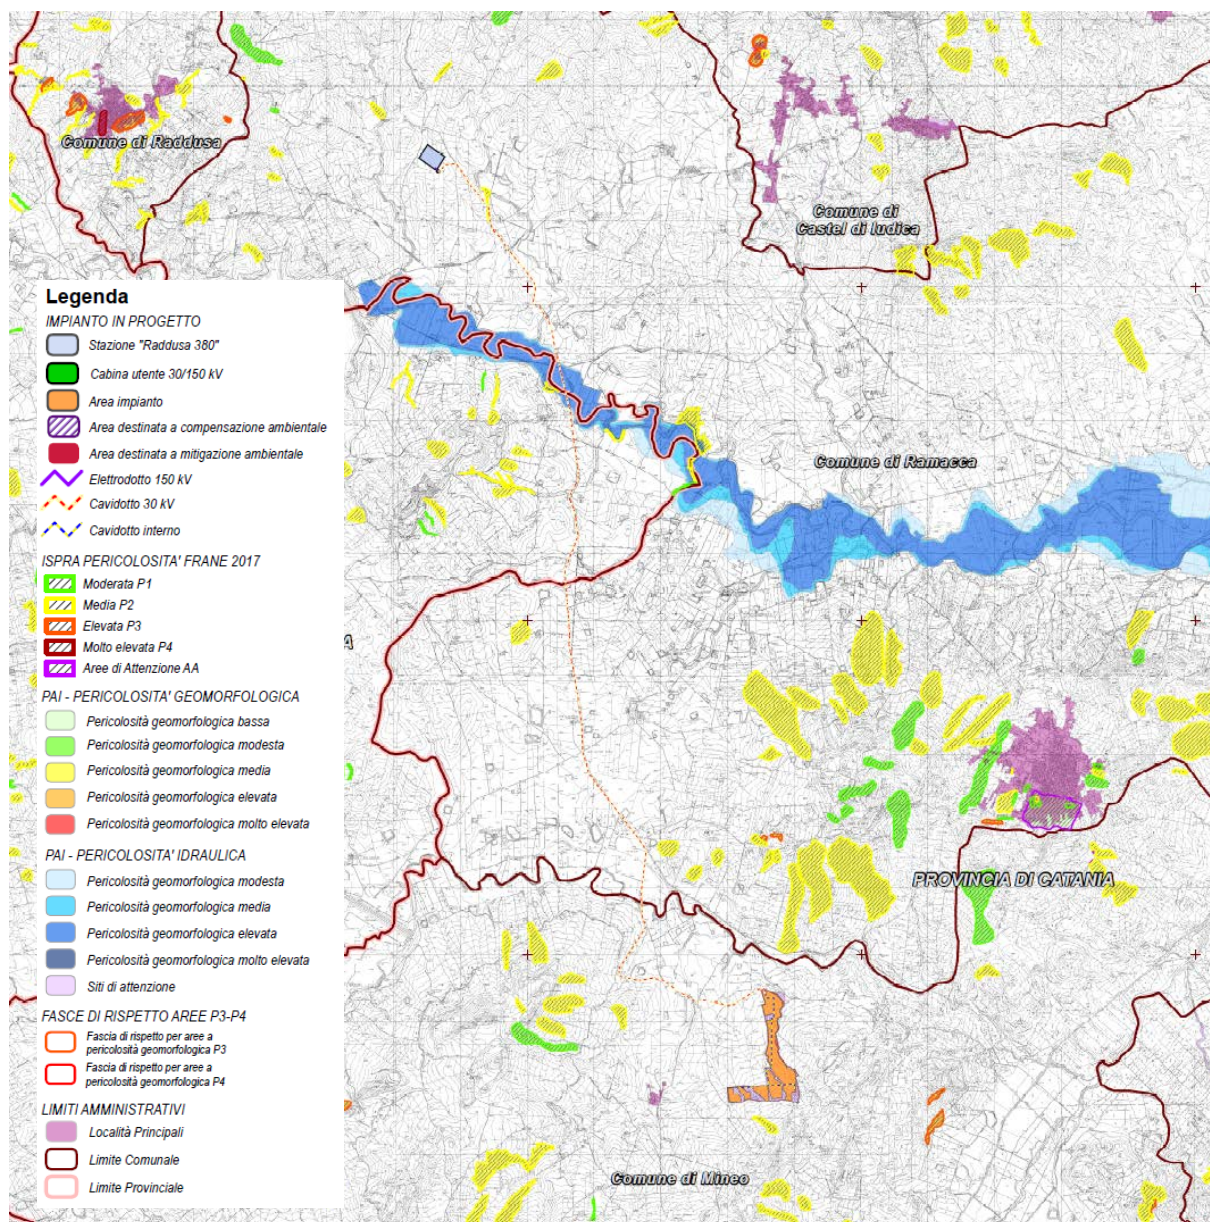 Comune di Raddusa
Comune di
Castel di Iudica
Legenda
IMPIANTO IN PROGETTO
Stazione "Raddusa 380"
Cabina utente 30/150 kV
Area impianto
Area destinata a compensazione ambientale
Area destinata a mitigazione ambientale
Elettrodotto 150 kV
Cavidotto 30 kV
Cavidotto interno
ISPRA PERICOLOSITA' FRANE 2017
Moderata P1
Media P2
Elevata P3
Molto elevata P4
Aree di Attenzione AA
PAI - PERICOLOSITA' GEOMORFOLOGICA
Pericolosità geomorfologica bassa
Pericolosità geomorfologica modesta
Pericolosità geomorfologica media
Pericolosità geomorfologica elevata
Pericolosità geomorfologica molto elevata
PAI - PERICOLOSITA' IDRAULICA
Pericolosità geomorfologica modesta
Pericolosità geomorfologica media
Pericolosità geomorfologica elevata
Pericolosità geomorfologica molto elevata
Siti di attenzione
FASCE DI RISPETTO AREE P3-P4
Fascia di rispetto per aree a
pericolosità geomorfologica P3
Fascia di rispetto per aree a
pericolosità geomorfologica P4
LIMITI AMMINISTRATIVI
Località Principali
Limite Comunale
Limite Provinciale
Comune di Ramacca
A
PROVINCIA DI CATANIA
Comune di Mineo